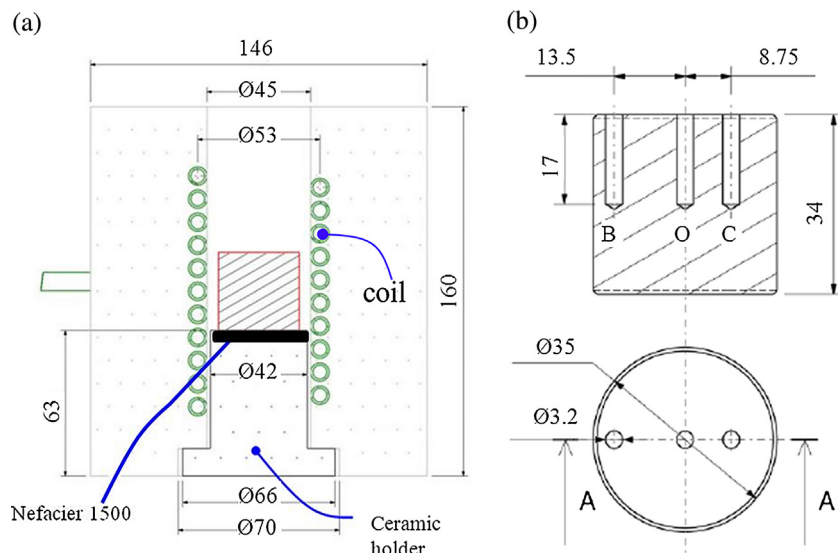 (a)
146
Ø45
Ø53
coil
160
63
Ø42
Ø66
Ø70
Nefacier 1500
Ceramic
holder
(b)
13.5
8.75
17
34
B
O
C
Ø35
Ø3.2
A
A